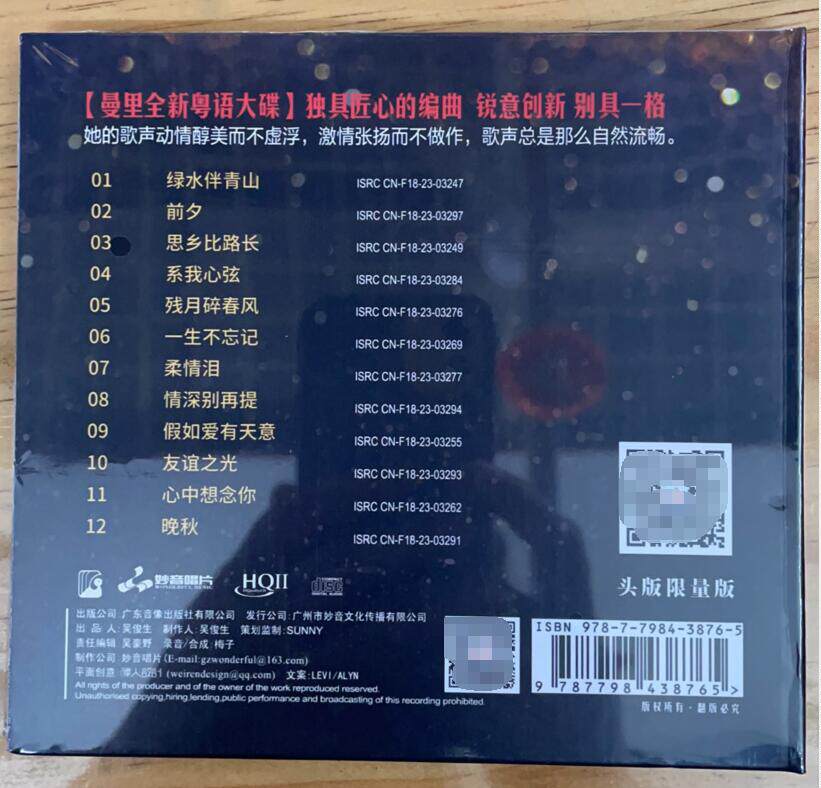 【曼里全新粤语大碟】独具匠心的编曲 锐意创新 别具一格
她的歌声动情醇美而不虚浮，激情张扬而不做作，歌声总是那么自然流畅。
01 绿水伴青山 ISRC CN-F18-23-03247
02 前夕 ISRC CN-F18-23-03297
03 思乡比路长 ISRC CN-F18-23-03249
04 系我心弦 ISRC CN-F18-23-03284
05 残月碎春风 ISRC CN-F18-23-03276
06 一生不忘记 ISRC CN-F18-23-03269
07 柔情泪 ISRC CN-F18-23-03277
08 情深别再提 ISRC CN-F18-23-03294
09 假如爱有天意 ISRC CN-F18-23-03255
10 友谊之光 ISRC CN-F18-23-03293
11 心中想念你 ISRC CN-F18-23-03262
12 晚秋 ISRC CN-F18-23-03291
头版限量版
妙音唱片 HQII disc
WONDERFUL MUSIC DIGITAL AUDIO
出版公司:广东音像出版社有限公司 发行公司:广州市妙音文化传播有限公司
出 品 人:吴俊生 制作人:吴俊生 策划监制:SUNNY
责任编辑 吴豪野 录音/合成:梅子
制作公司 妙音唱片(E-mail:gzwonderful@163.com)
平面创意 (weirendesign@qq.com) 文案:LEVI/ALYN
All rights of the producer and of the owner of the work reproduced reserved.
Unauthorised copying,hiring,lending,public performance and broadcasting of this recording prohibited.
ISBN 978-7-7984-3876-5
9 787798 438765 >
版权所有·翻版必究